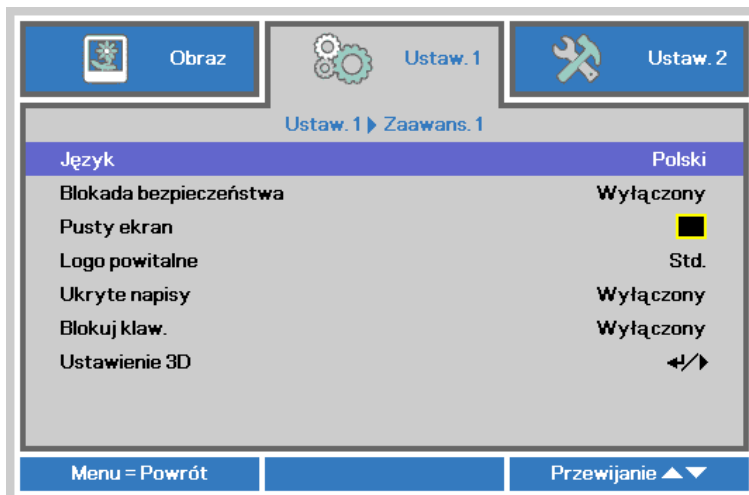 Obraz Ustaw. 1 Ustaw. 2
Ustaw. 1 Zaawans. 1
Język Polski
Blokada bezpieczeństwa Wyłączony
Pusty ekran
Logo powitalne Std.
Ukryte napisy Wyłączony
Blokuj klaw. Wyłączony
Ustawienie 3D
Menu = Powrót Przewijanie